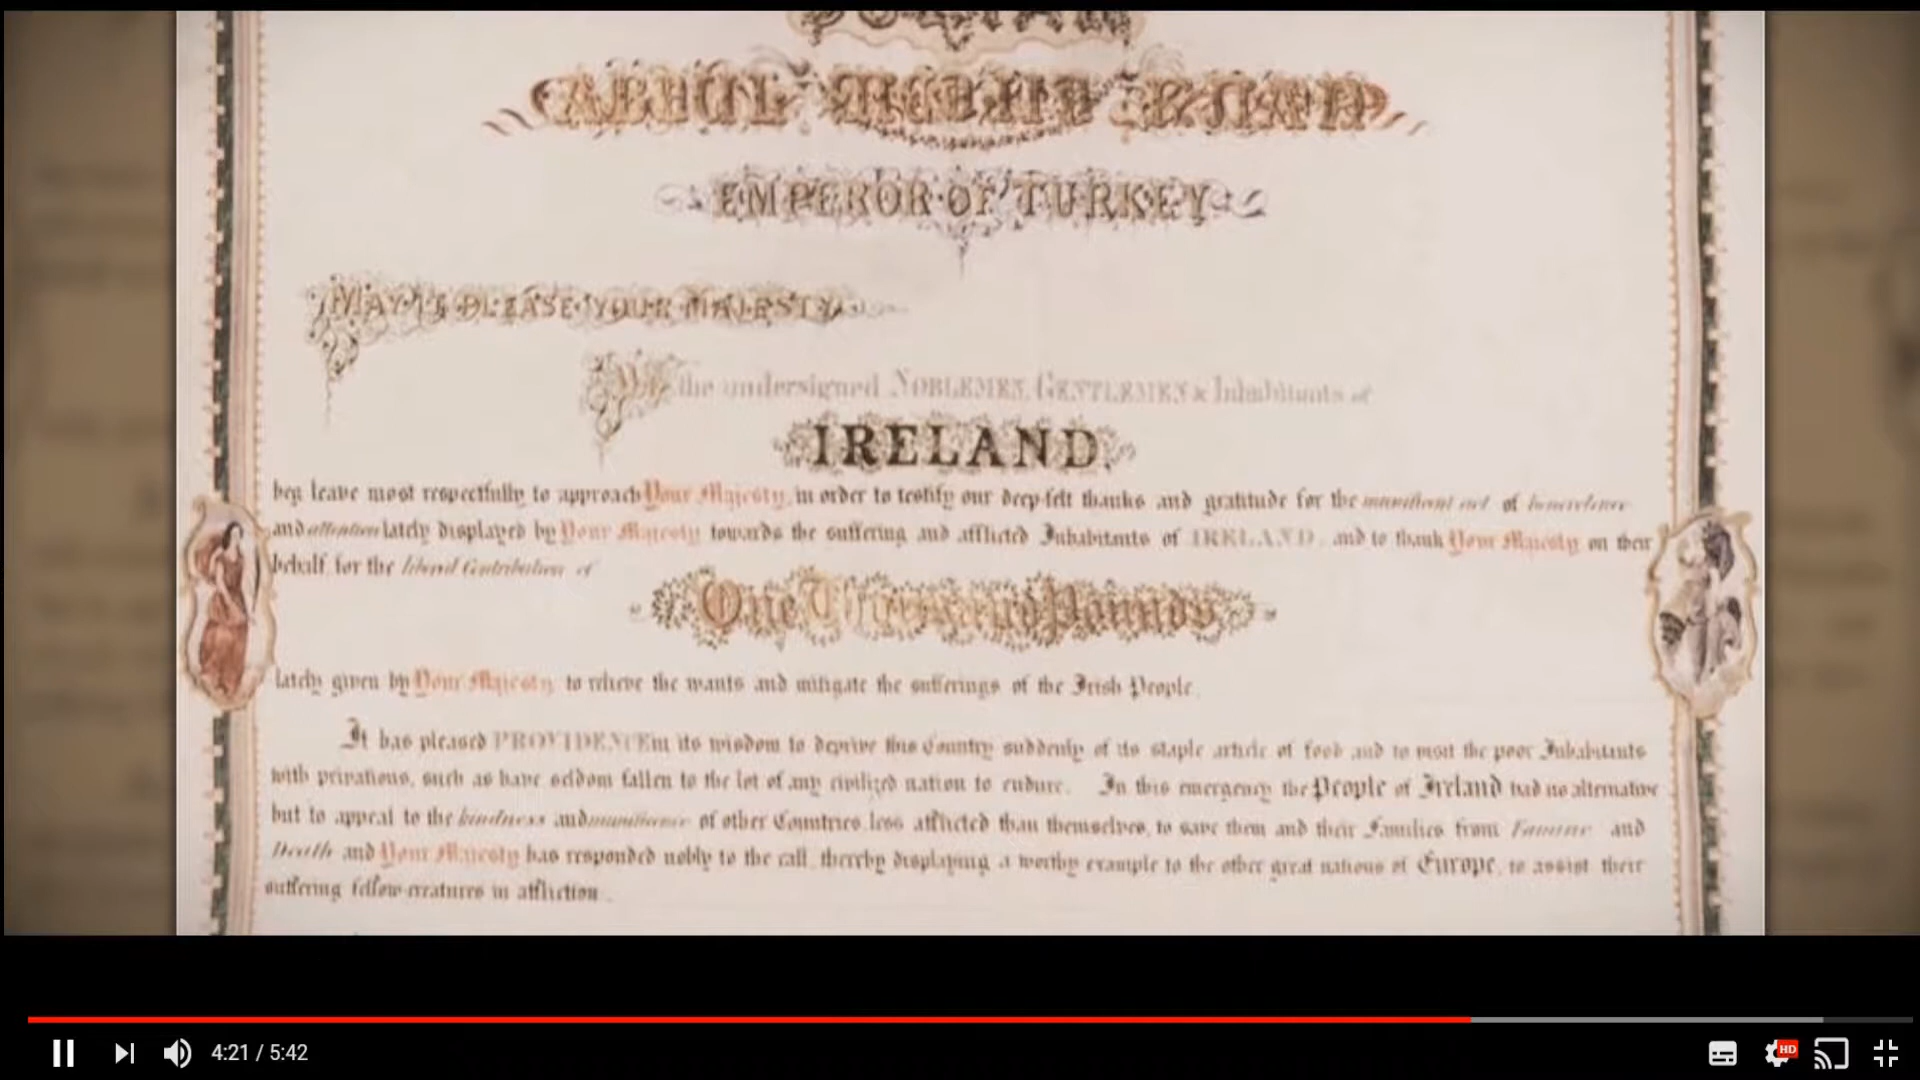 SULTAN
ABDUL MEDJID KHAN
EMPEROR OF TURKEY
MAY IT PLEASE YOUR MAJESTY
We the undersigned NOBLEMEN, GENTLEMEN & Inhabitants of
IRELAND
beg leave most respectfully to approach Your Majesty, in order to testify our deep-felt thanks and gratitude for the munificent act of benevolence
and attention lately displayed by Your Majesty towards the suffering and afflicted Inhabitants of IRELAND, and to thank Your Majesty on their
behalf for the liberal Contribution of
One Thousand Pounds
lately given by Your Majesty to relieve the wants and mitigate the sufferings of the Irish People.
It has pleased PROVIDENCE in its wisdom to deprive this Country suddenly of its staple article of food and to visit the poor Inhabitants
with privations, such as have seldom fallen to the lot of any civilized nation to endure. In this emergency the People of Ireland had no alternative
but to appeal to the kindness and munificence of other Countries less afflicted than themselves, to save them and their Families from Famine and
Death and Your Majesty has responded nobly to the call, thereby displaying a worthy example to the other great nations of Europe, to assist their
suffering fellow-creatures in affliction.
4:21 / 5:42
HD